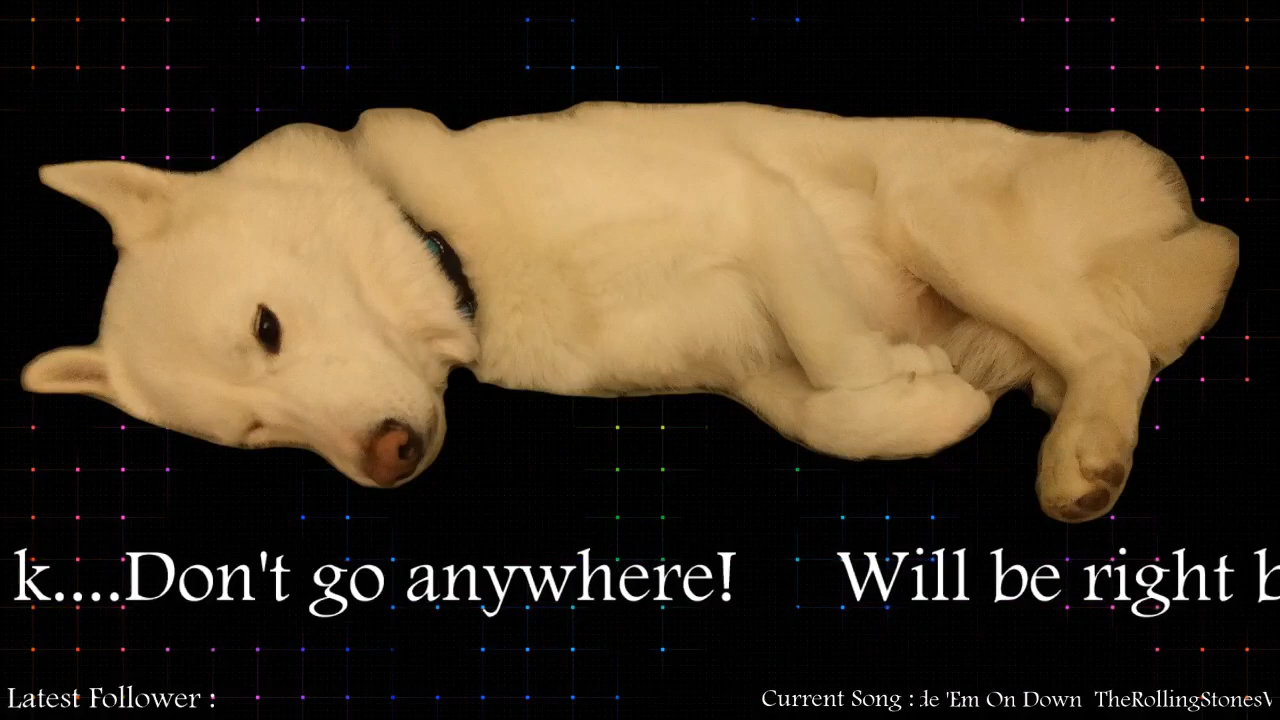 k....Don't go anywhere! Will be right b
Latest Follower :
Current Song : de 'Em On Down TheRollingStonesV